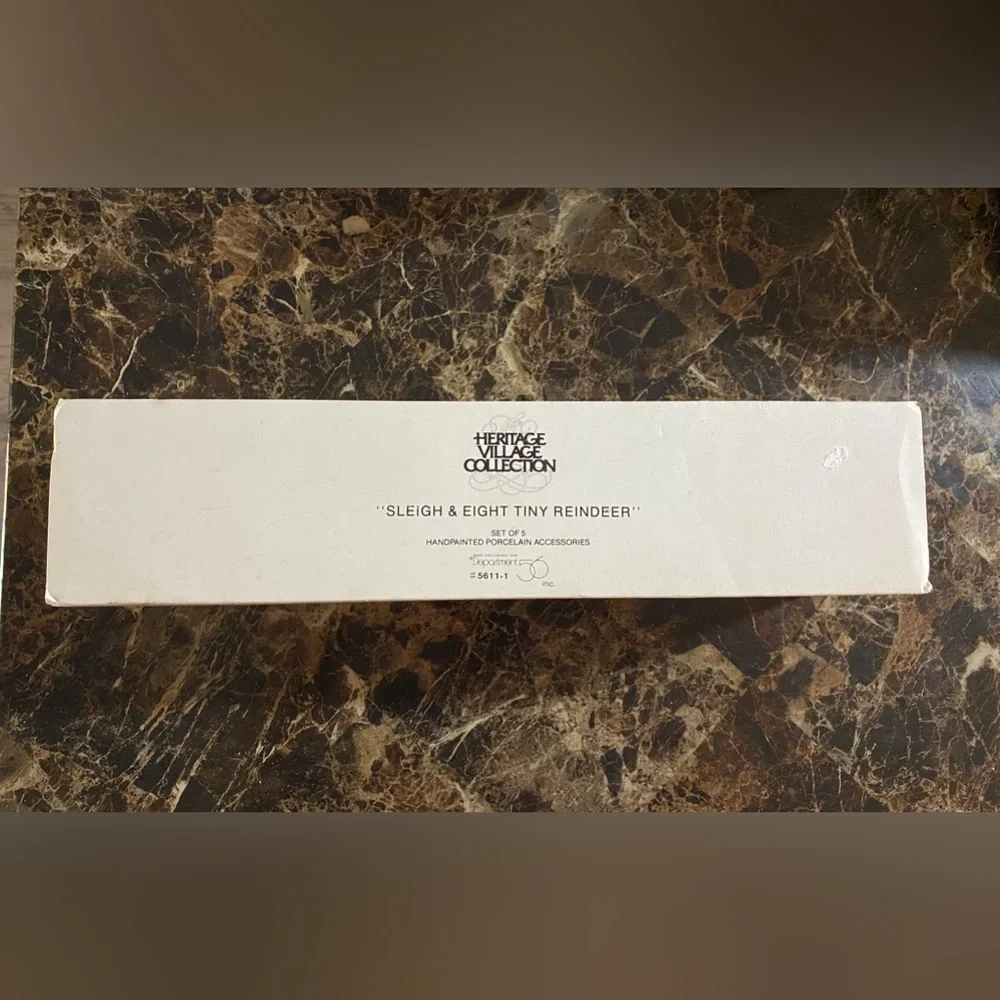 HERITAGE
VILLAGE
COLLECTION
"SLEIGH & EIGHT TINY REINDEER"
SET OF 5
HANDPAINTED PORCELAIN ACCESSORIES
Department 56
# 5611-1
inc.